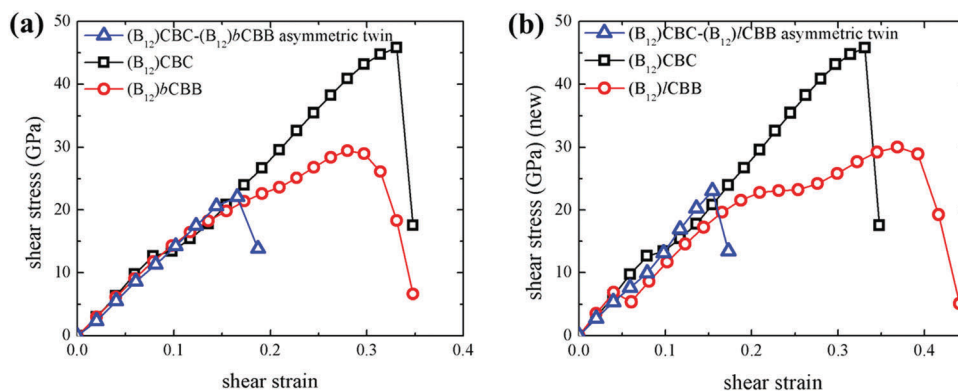 (a)
(B₁₂)CBC-(B₁₂)bCBB asymmetric twin
(B₁₂)CBC
(B₁₂)bCBB
50
40
30
20
10
0
shear stress (GPa)
0.0 0.1 0.2 0.3 0.4
shear strain
(b)
(B₁₂)CBC-(B₁₂)lCBB asymmetric twin
(B₁₂)CBC
(B₁₂)lCBB
50
40
30
20
10
0
shear stress (GPa) (new)
0.0 0.1 0.2 0.3 0.4
shear strain